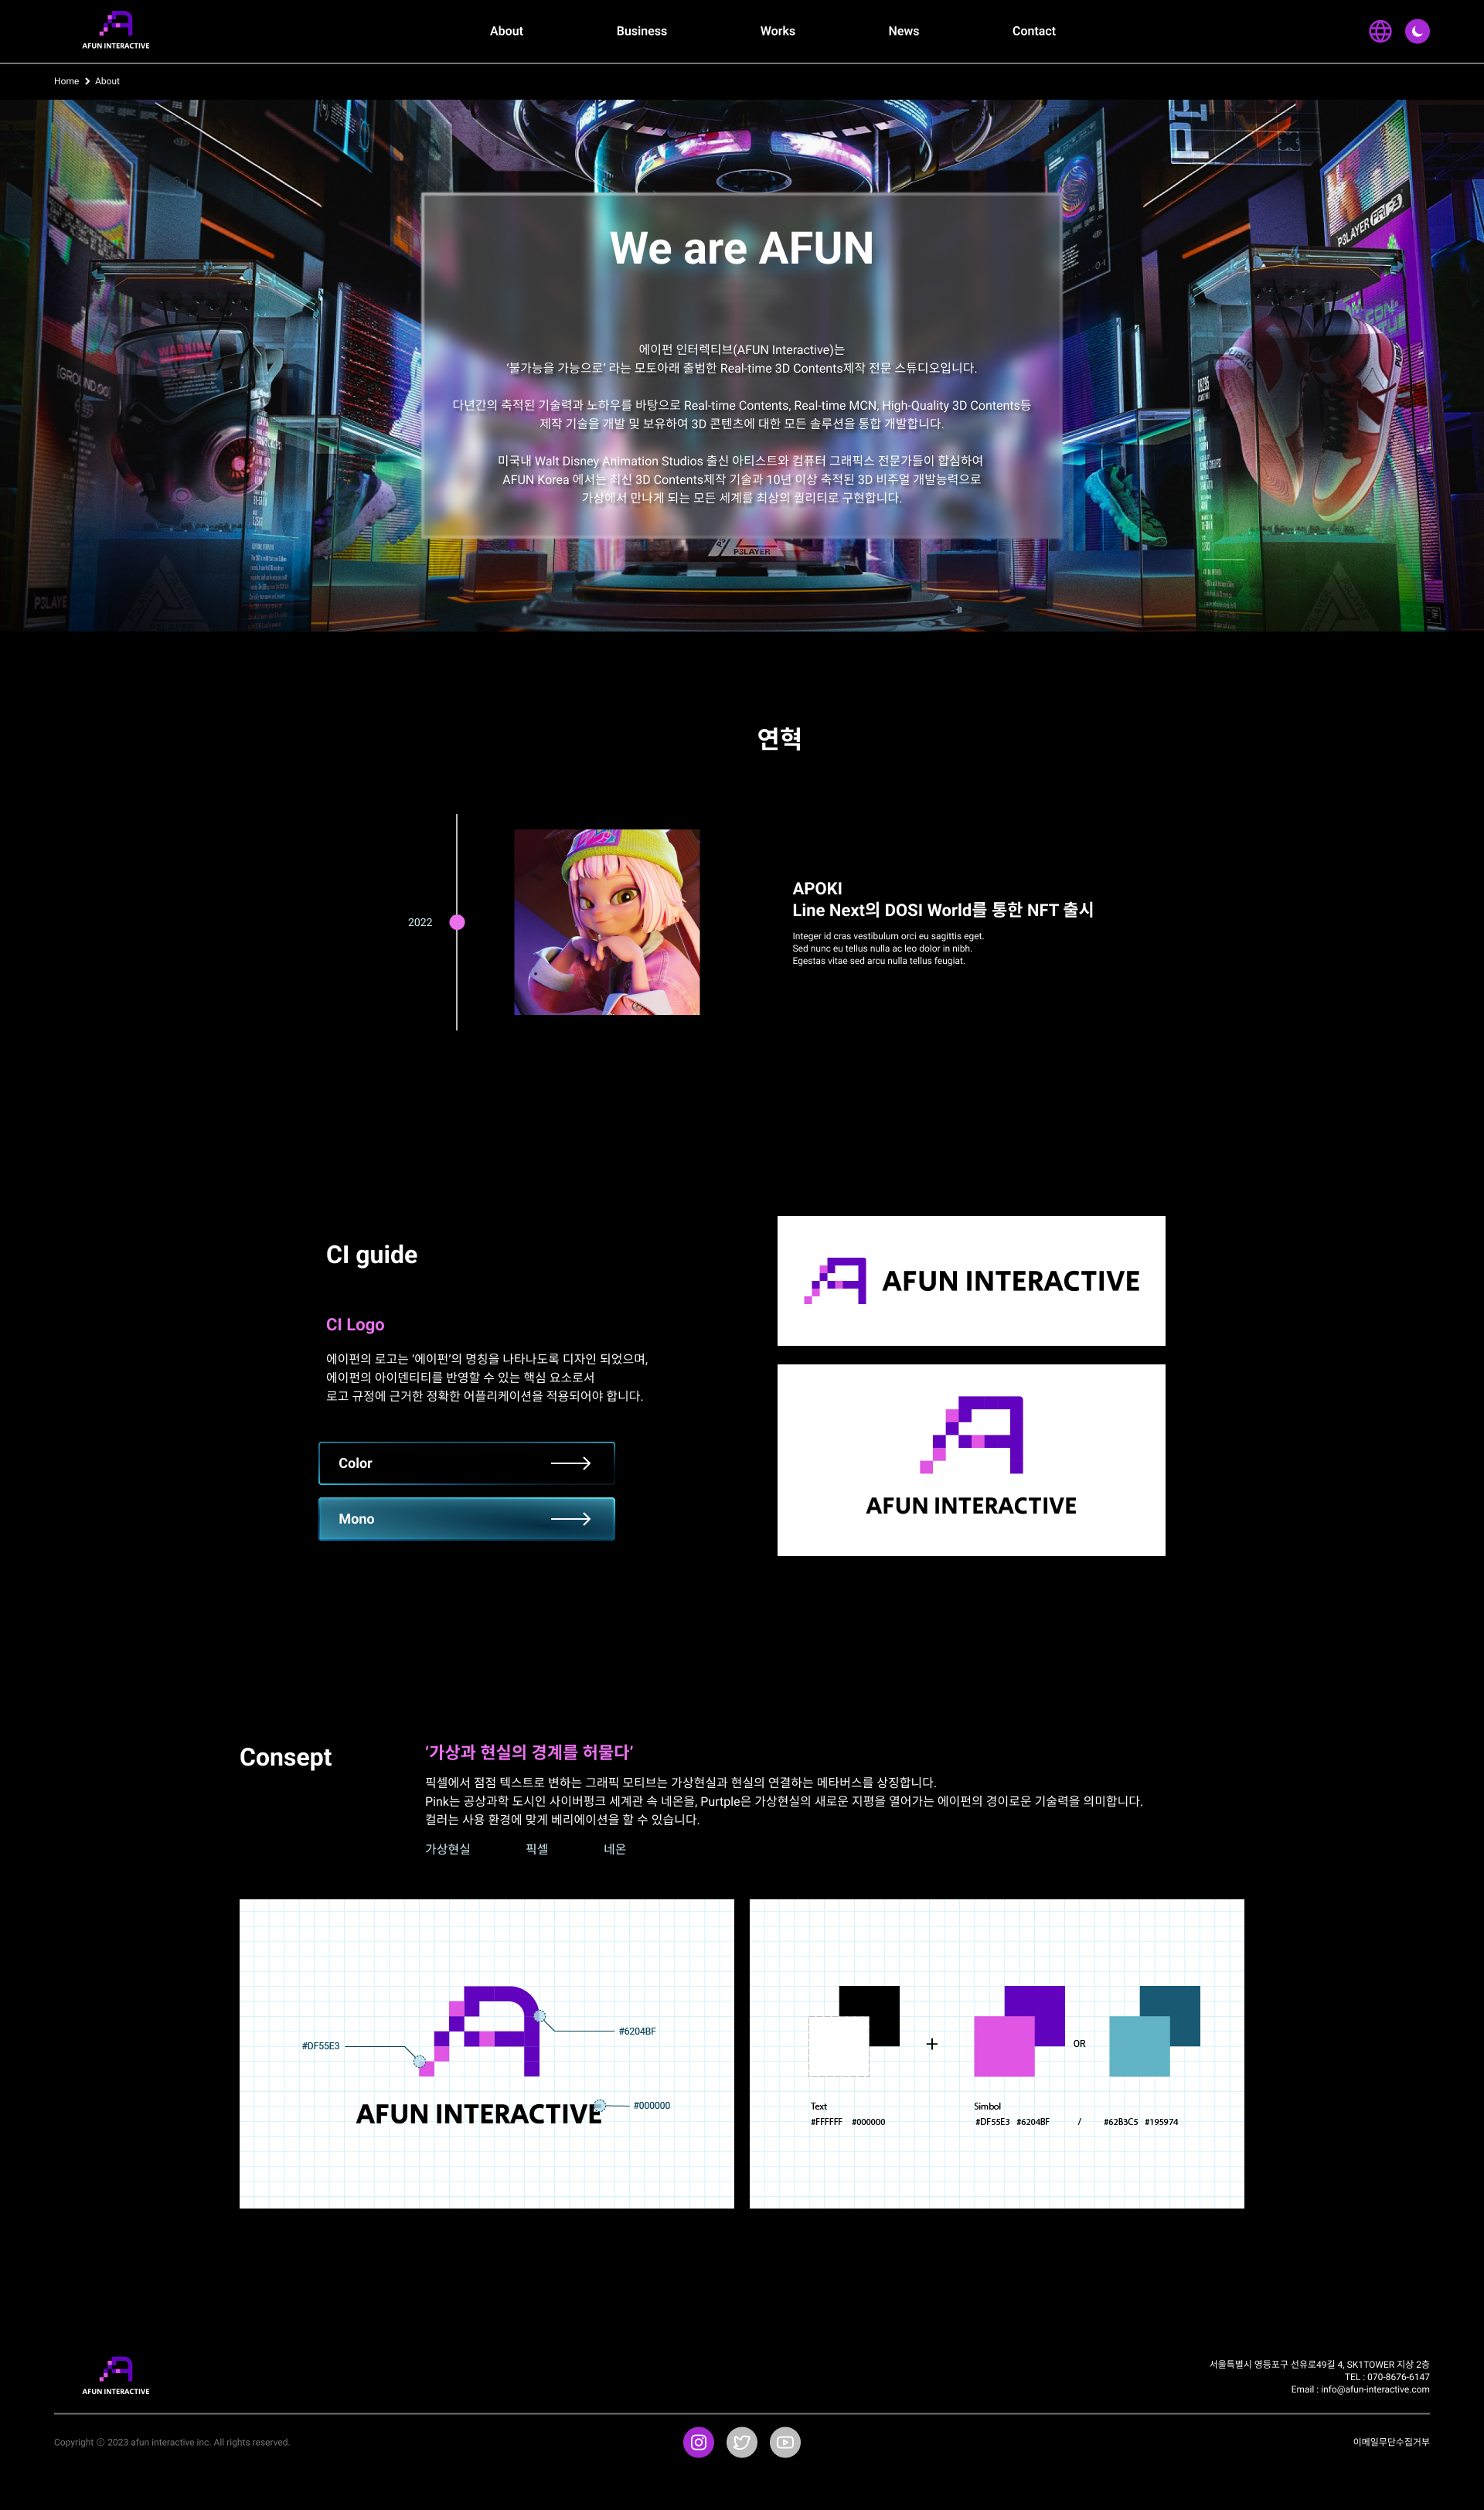 AFUN INTERACTIVE
About
Business
Works
News
Contact
Home
About
WARNING
P3LAYER
P3LAYER
P3LAYER
We are AFUN
에이펀 인터렉티브(AFUN Interactive)는
‘불가능을 가능으로’ 라는 모토아래 출범한 Real-time 3D Contents제작 전문 스튜디오입니다.
다년간의 축적된 기술력과 노하우를 바탕으로 Real-time Contents, Real-time MCN, High-Quality 3D Contents등
제작 기술을 개발 및 보유하여 3D 콘텐츠에 대한 모든 솔루션을 통합 개발합니다.
미국내 Walt Disney Animation Studios 출신 아티스트와 컴퓨터 그래픽스 전문가들이 합심하여
AFUN Korea 에서는 최신 3D Contents제작 기술과 10년 이상 축적된 3D 비주얼 개발능력으로
가상에서 만나게 되는 모든 세계를 최상의 퀄리티로 구현합니다.
연혁
2022
APOKI
Line Next의 DOSI World를 통한 NFT 출시
Integer id cras vestibulum orci eu sagittis eget.
Sed nunc eu tellus nulla ac leo dolor in nibh.
Egestas vitae sed arcu nulla tellus feugiat.
CI guide
CI Logo
에이펀의 로고는 ‘에이펀’의 명칭을 나타나도록 디자인 되었으며,
에이펀의 아이덴티티를 반영할 수 있는 핵심 요소로서
로고 규정에 근거한 정확한 어플리케이션을 적용되어야 합니다.
Color
Mono
AFUN INTERACTIVE
AFUN INTERACTIVE
Consept
‘가상과 현실의 경계를 허물다’
픽셀에서 점점 텍스트로 변하는 그래픽 모티브는 가상현실과 현실의 연결하는 메타버스를 상징합니다.
Pink는 공상과학 도시인 사이버펑크 세계관 속 네온을, Purtple은 가상현실의 새로운 지평을 열어가는 에이펀의 경이로운 기술력을 의미합니다.
컬러는 사용 환경에 맞게 베리에이션을 할 수 있습니다.
가상현실 픽셀 네온
#DF55E3
#6204BF
#000000
AFUN INTERACTIVE
+
OR
Text
#FFFFFF #000000
Simbol
#DF55E3 #6204BF / #62B3C5 #195974
AFUN INTERACTIVE
서울특별시 영등포구 선유로49길 4, SK1TOWER 지상 2층
TEL : 070-8676-6147
Email : info@afun-interactive.com
Copyright ⓒ 2023 afun interactive inc. All rights reserved.
이메일무단수집거부